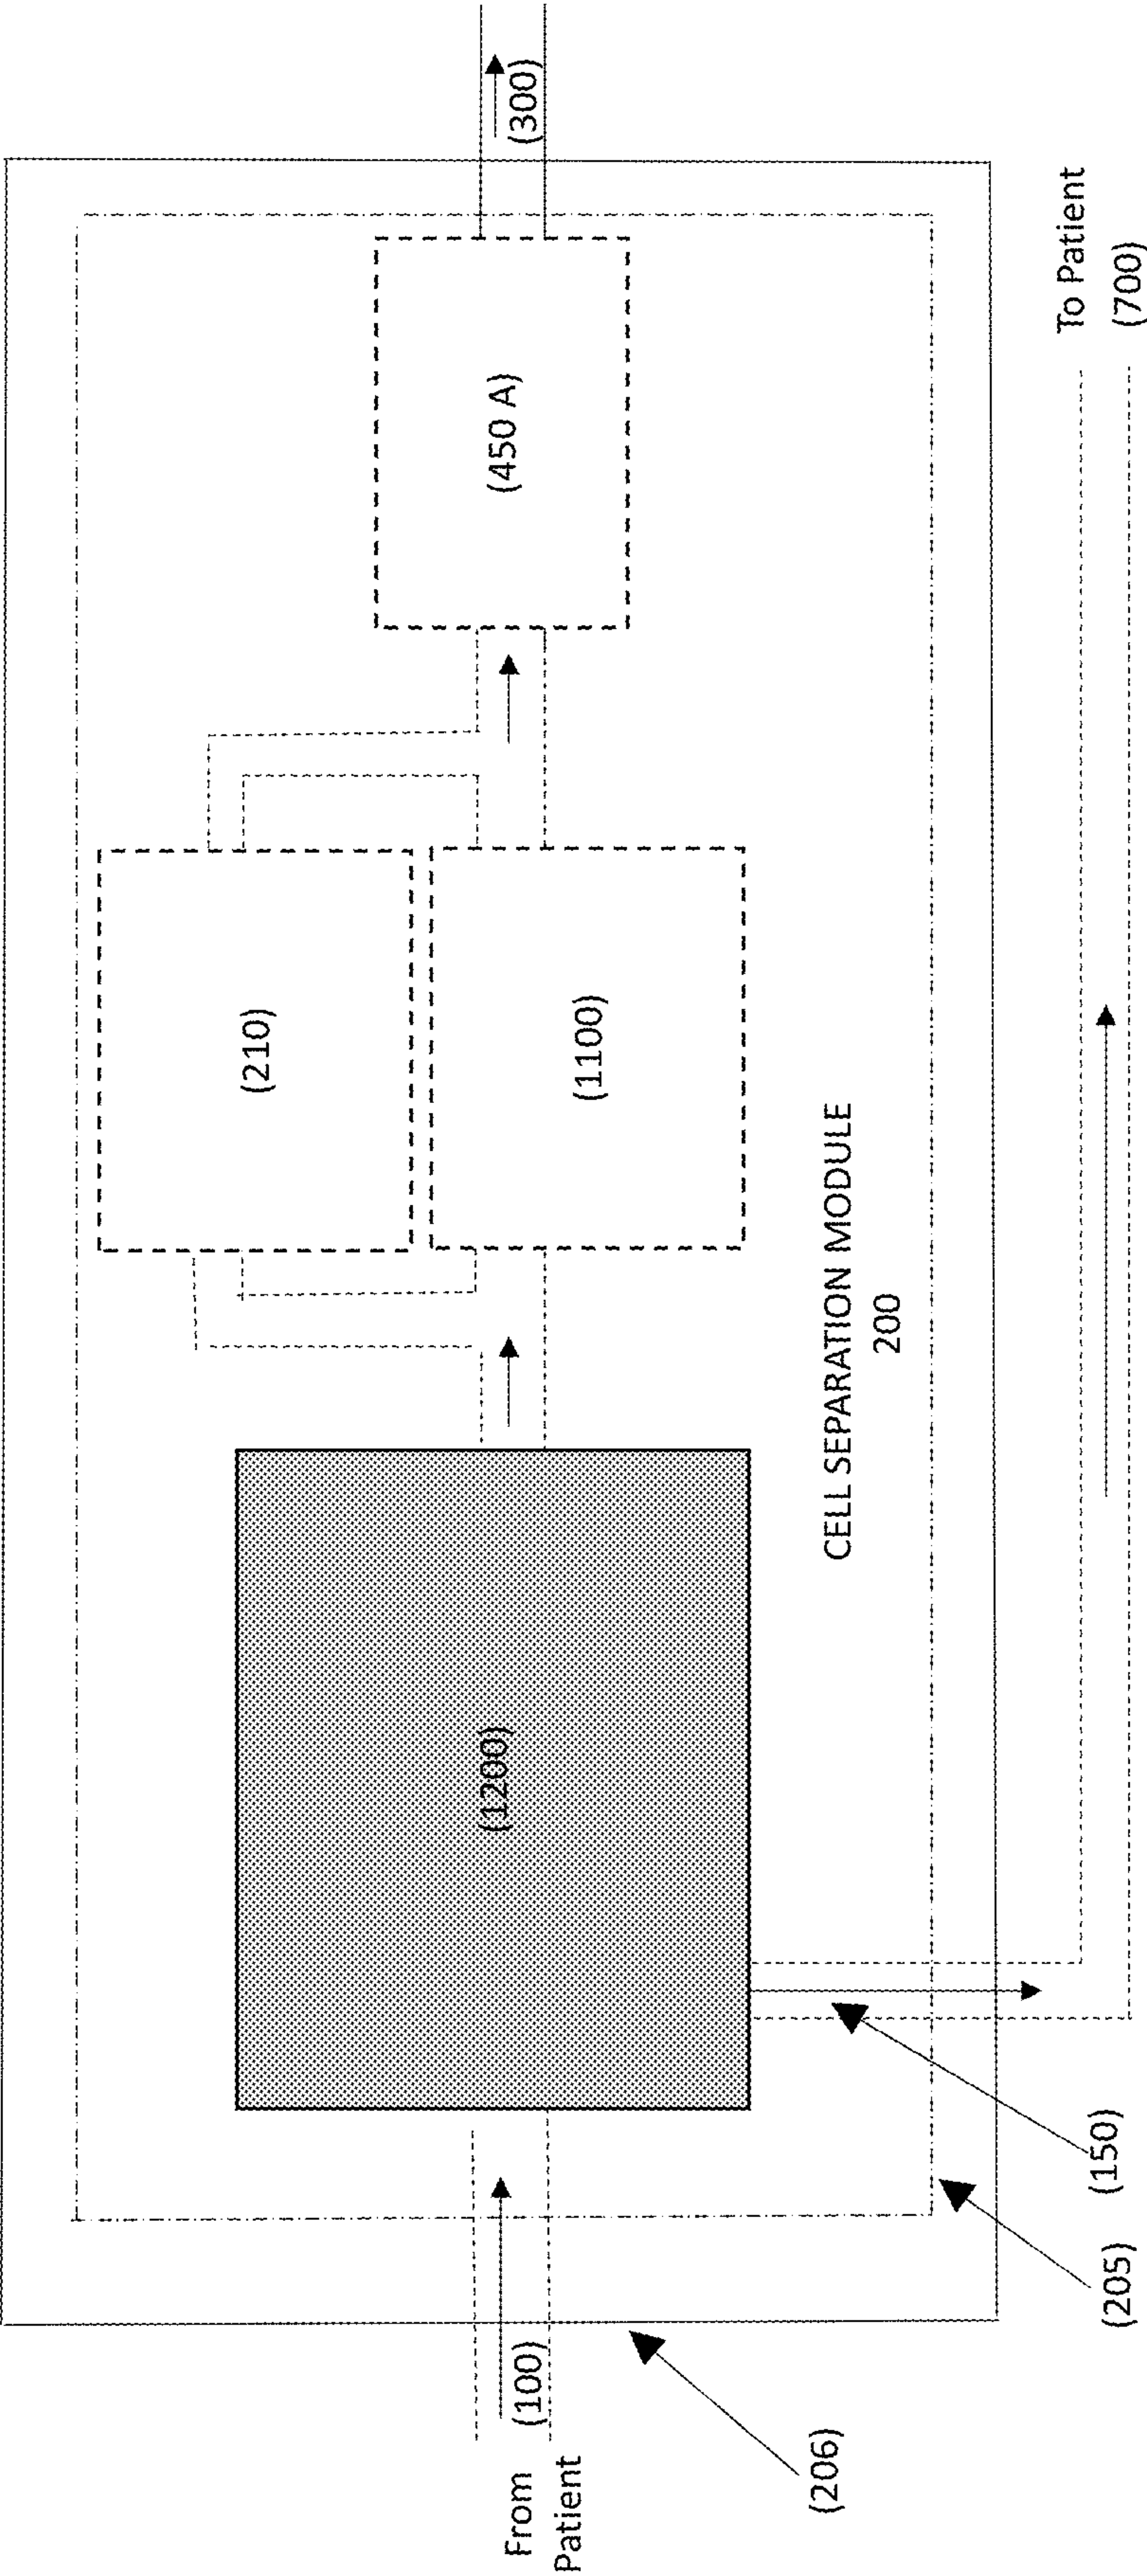 (210)
(1200)
(450 A)
(300)
From
Patient
(100)
(1100)
CELL SEPARATION MODULE
200
(206)
(205)
(150)
To Patient
(700)